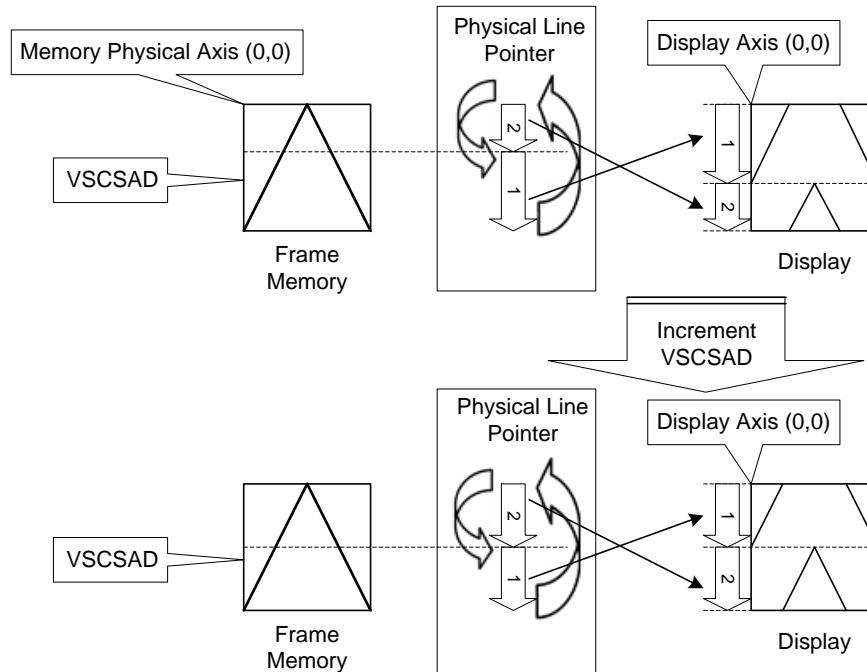 Memory Physical Axis (0,0)
Physical Line
Pointer
Display Axis (0,0)
VSCSAD
2
1
1
2
Frame
Memory
Display
Increment
VSCSAD
Physical Line
Pointer
Display Axis (0,0)
VSCSAD
2
1
1
2
Frame
Memory
Display